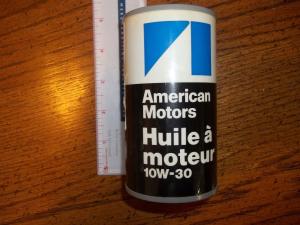 American
Motors
Huile à
moteur
10W-30